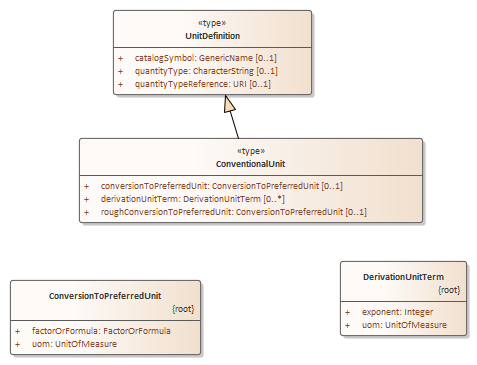 «type»
UnitDefinition
+ catalogSymbol: GenericName [0..1]
+ quantityType: CharacterString [0..1]
+ quantityTypeReference: URI [0..1]
«type»
ConventionalUnit
+ conversionToPreferredUnit: ConversionToPreferredUnit [0..1]
+ derivationUnitTerm: DerivationUnitTerm [0..*]
+ roughConversionToPreferredUnit: ConversionToPreferredUnit [0..1]
ConversionToPreferredUnit
{root}
+ factorOrFormula: FactorOrFormula
+ uom: UnitOfMeasure
DerivationUnitTerm
{root}
+ exponent: Integer
+ uom: UnitOfMeasure